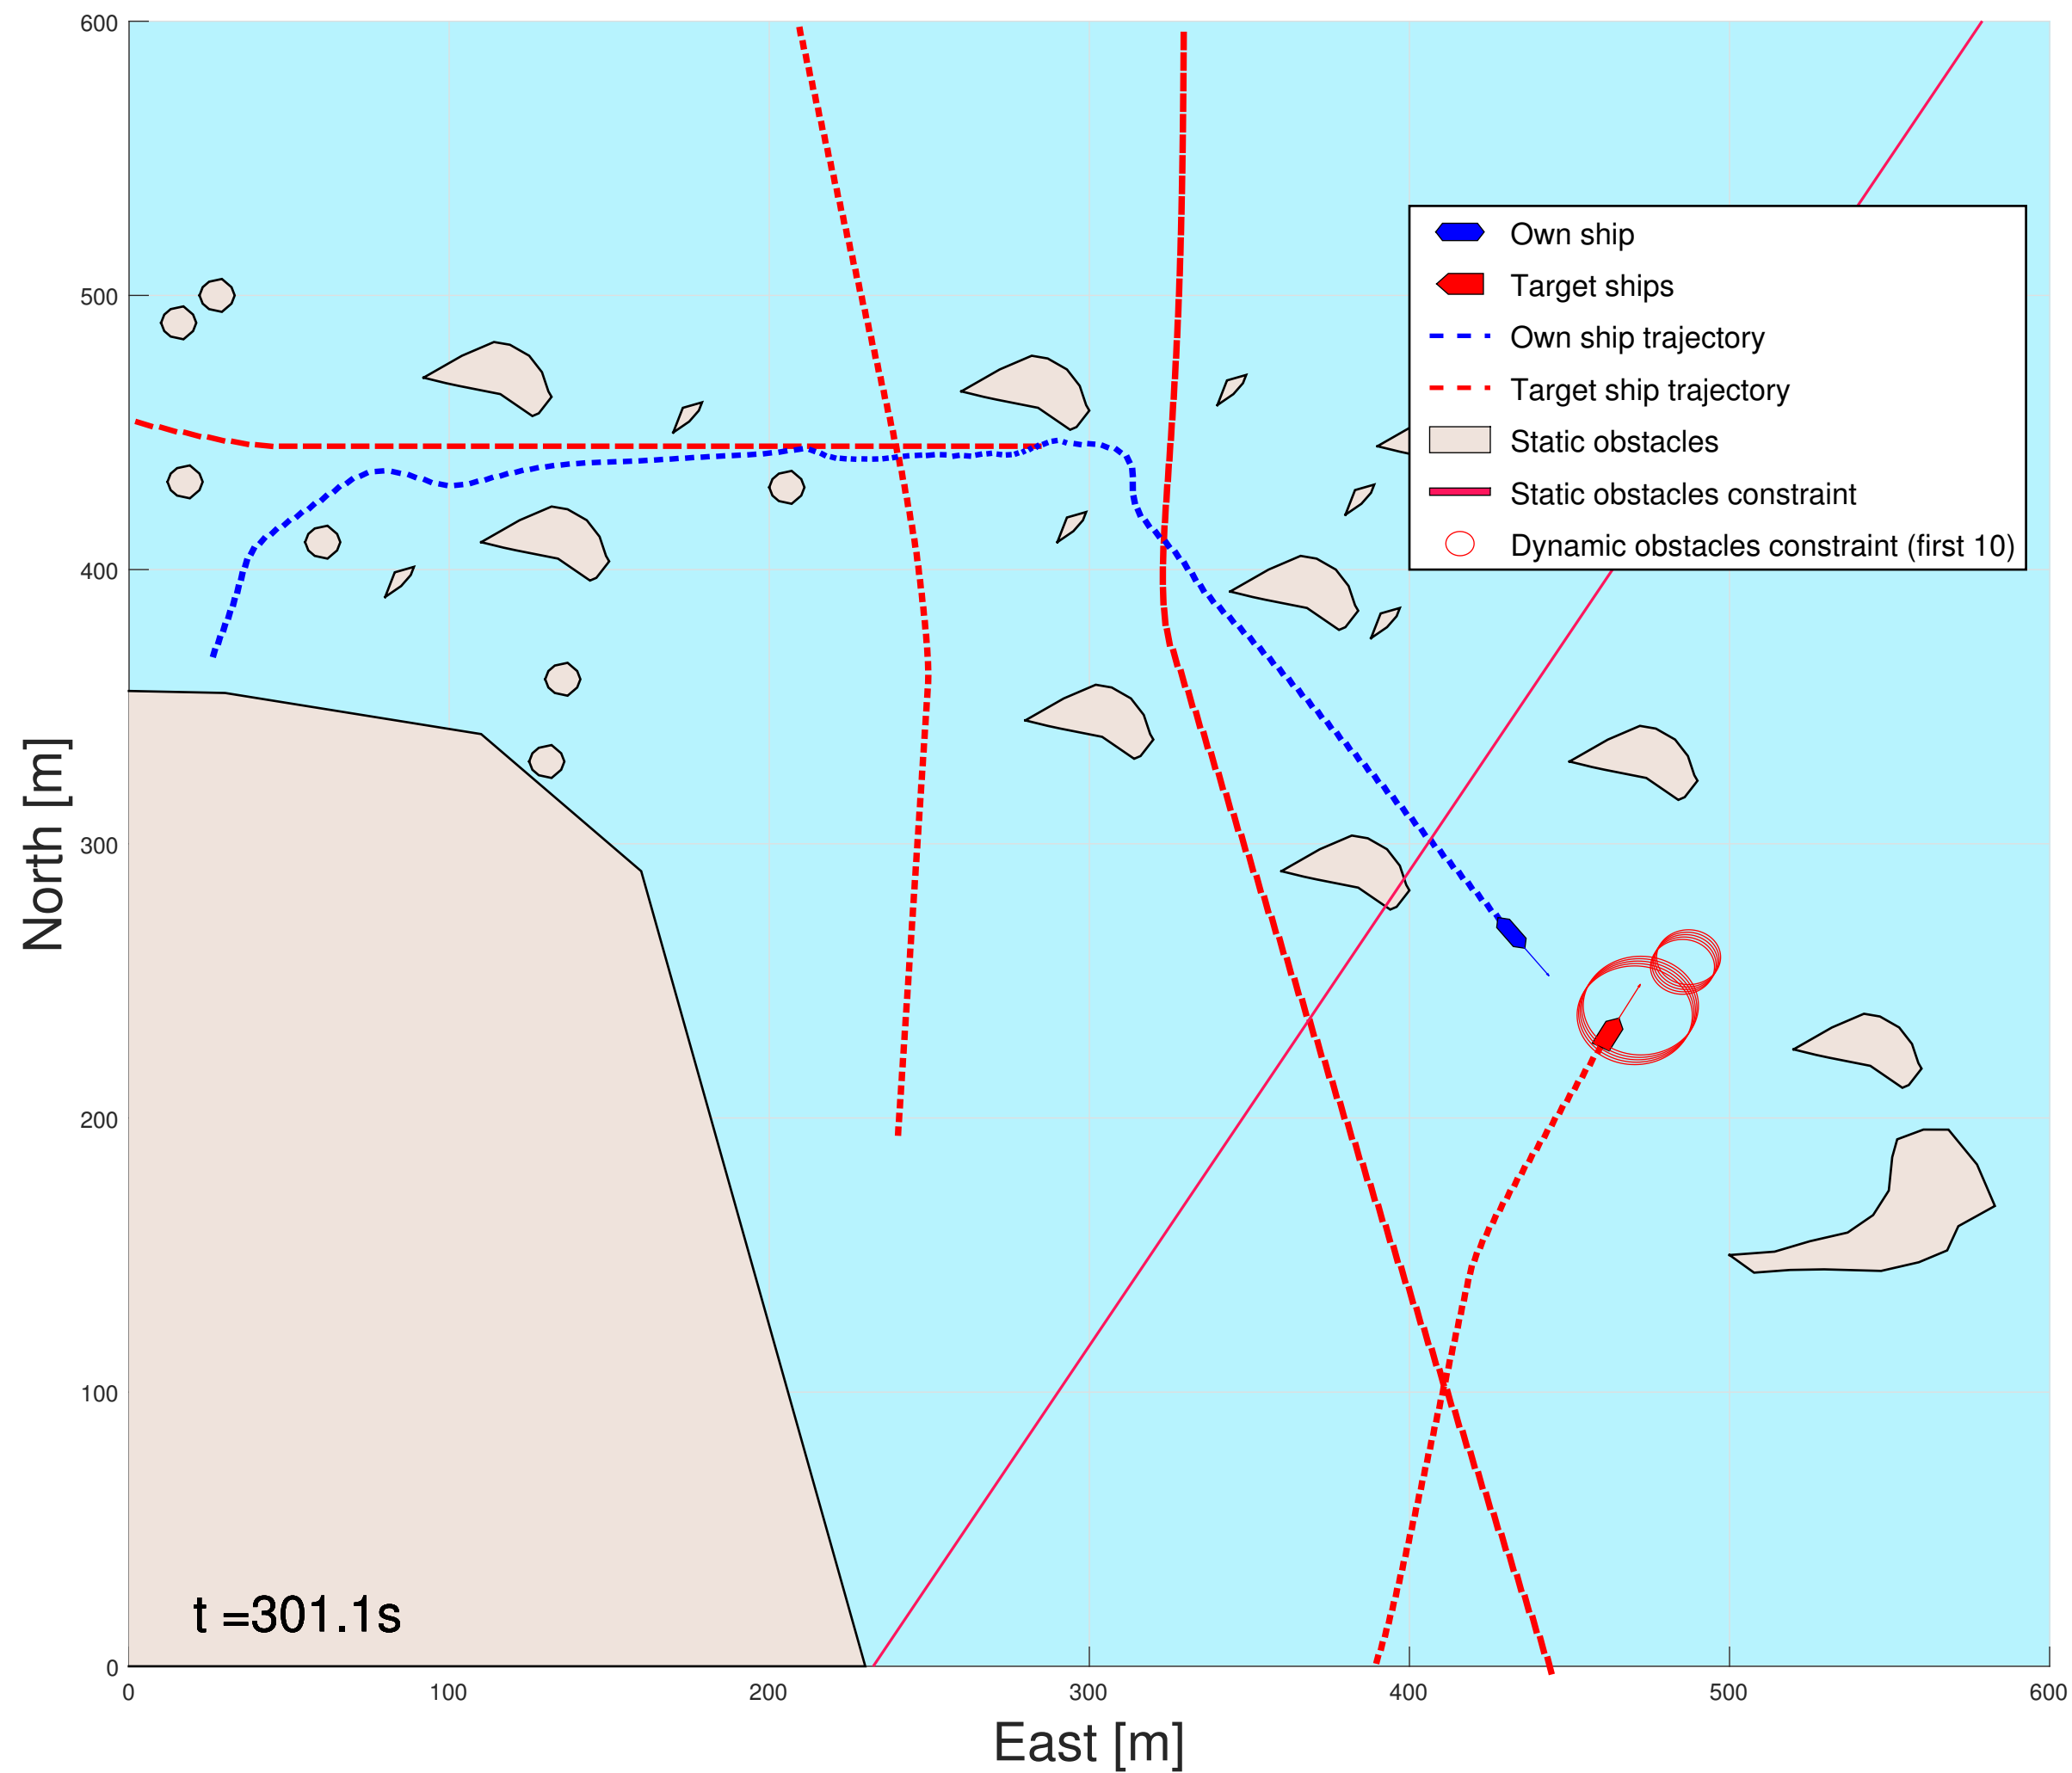 600
500
400
300
200
100
0
North [m]
Own ship
Target ships
Own ship trajectory
Target ship trajectory
Static obstacles
Static obstacles constraint
Dynamic obstacles constraint (first 10)
t =301.1s
0 100 200 300 400 500 600
East [m]